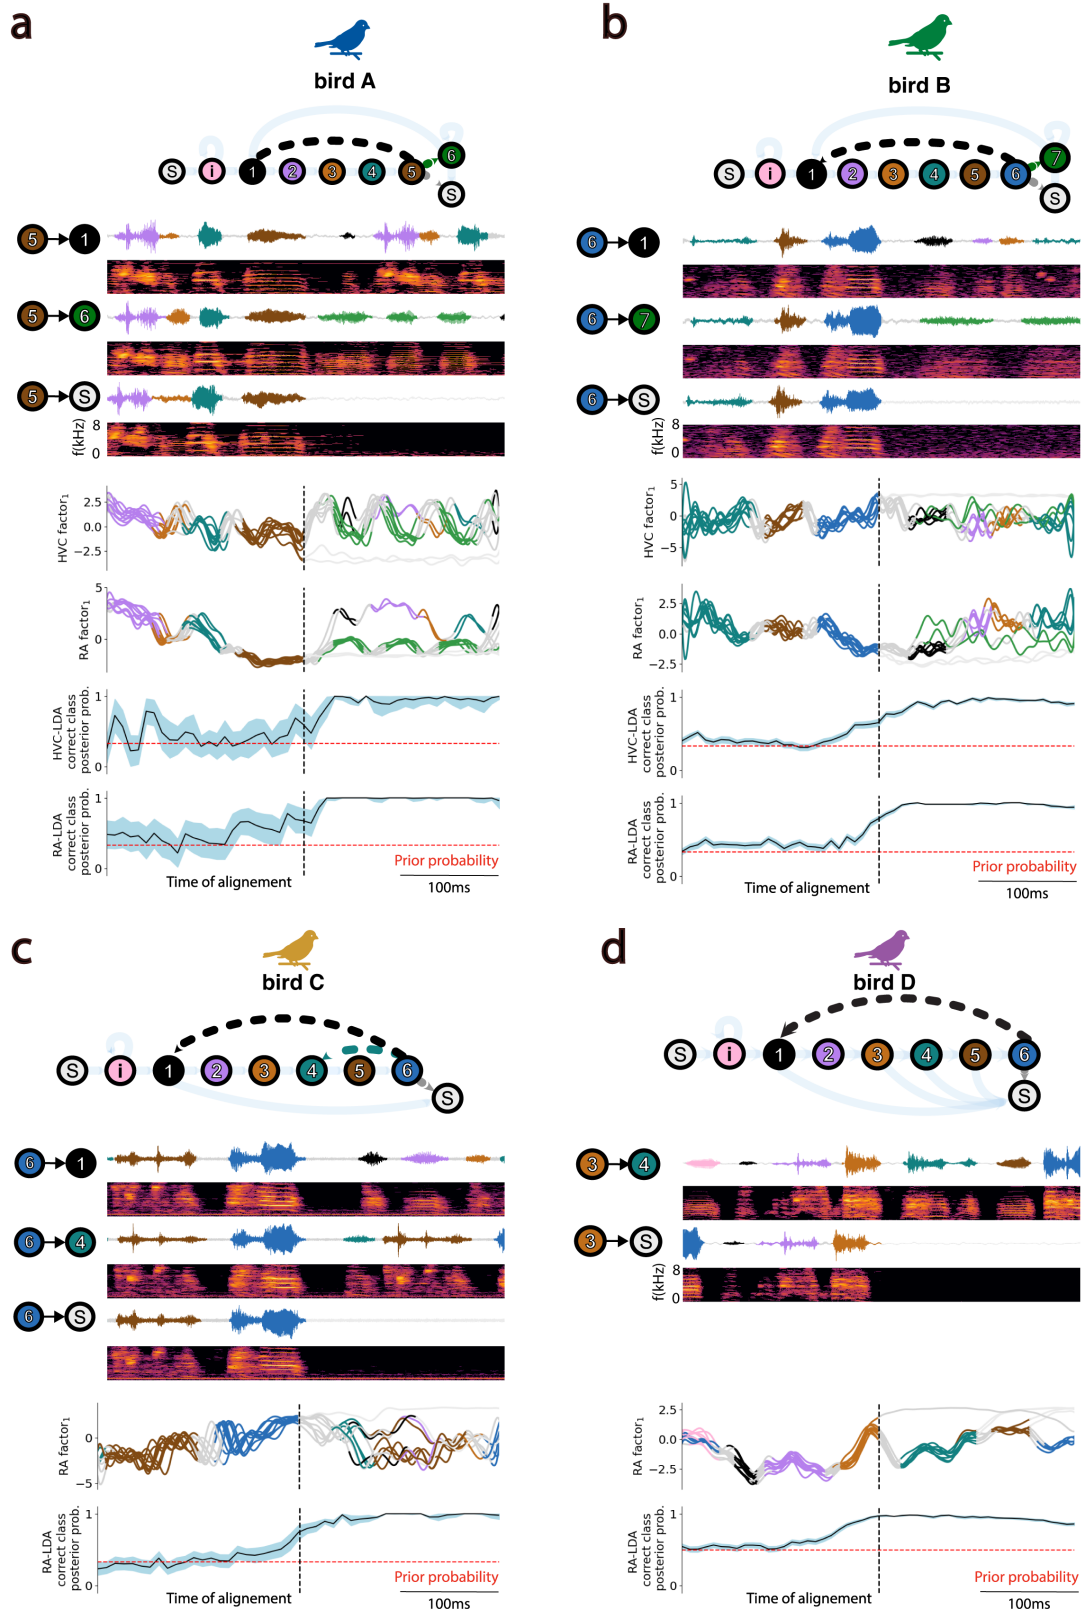 a
bird A
S i 1 2 3 4 5 6 S
5 1
5 6
5 S
f(kHz)
8
0
HVC factor1
2.5
0.0
−2.5
RA factor1
5
0
HVC-LDA
correct class
posterior prob.
1
0
RA-LDA
correct class
posterior prob.
1
0
Prior probability
Time of alignement
100ms
b
bird B
S i 1 2 3 4 5 6 7 S
6 1
6 7
6 S
f(kHz)
8
0
HVC factor1
5
0
−5
RA factor1
2.5
0.0
−2.5
HVC-LDA
correct class
posterior prob.
1
0
RA-LDA
correct class
posterior prob.
1
0
Prior probability
Time of alignement
100ms
c
bird C
S i 1 2 3 4 5 6 S
6 1
6 4
6 S
RA factor1
0
−5
RA-LDA
correct class
posterior prob.
1
0
Prior probability
Time of alignement
100ms
d
bird D
S i 1 2 3 4 5 6 S
3 4
3 S
f(kHz)
8
0
RA factor1
2.5
0.0
−2.5
RA-LDA
correct class
posterior prob.
1
0
Prior probability
Time of alignement
100ms